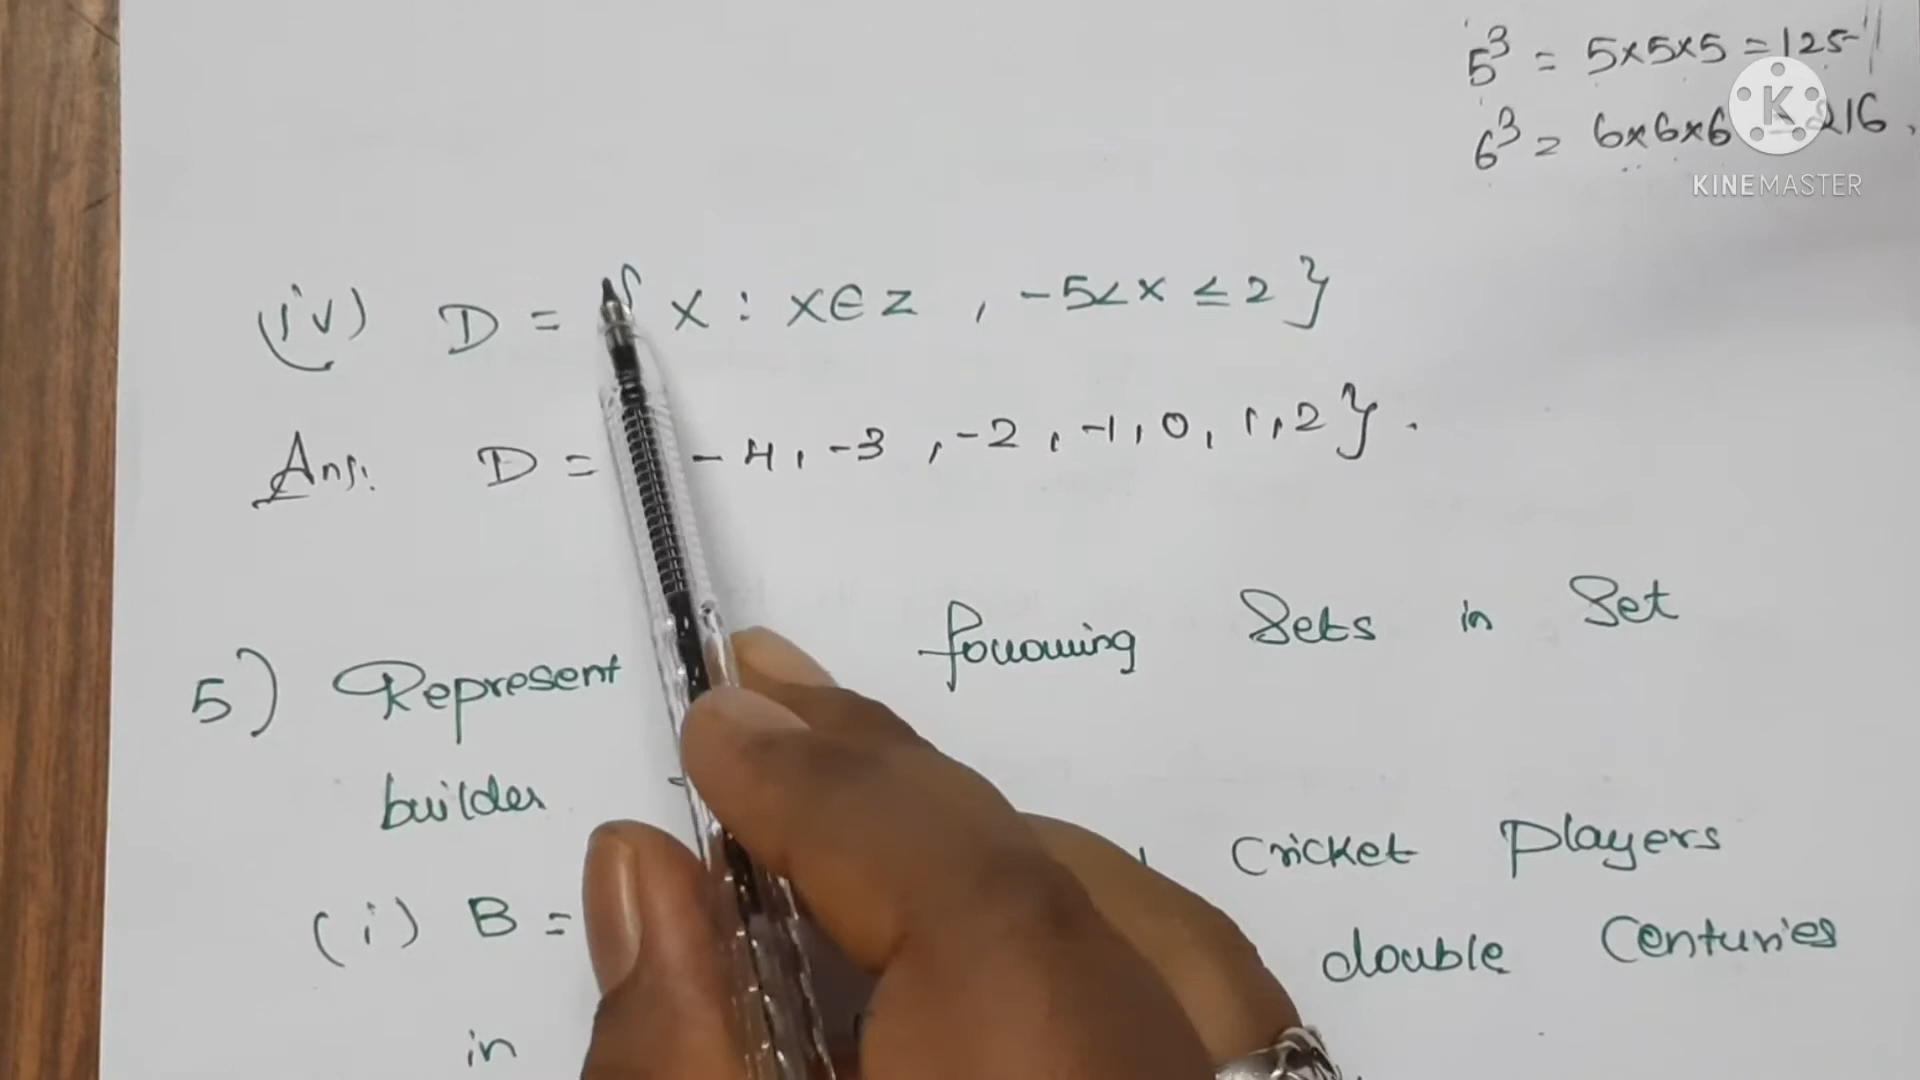 5³ = 5×5×5 = 125
6³ = 6×6×6 = 216.
KINEMASTER
(iv) D = { x : x∈z , -5< x ≤ 2 }
Ans: D = -4, -3, -2, -1, 0, 1, 2 }.
5) Represent following Sets in Set
builder
(i) B = Cricket Players
double Centuries
in